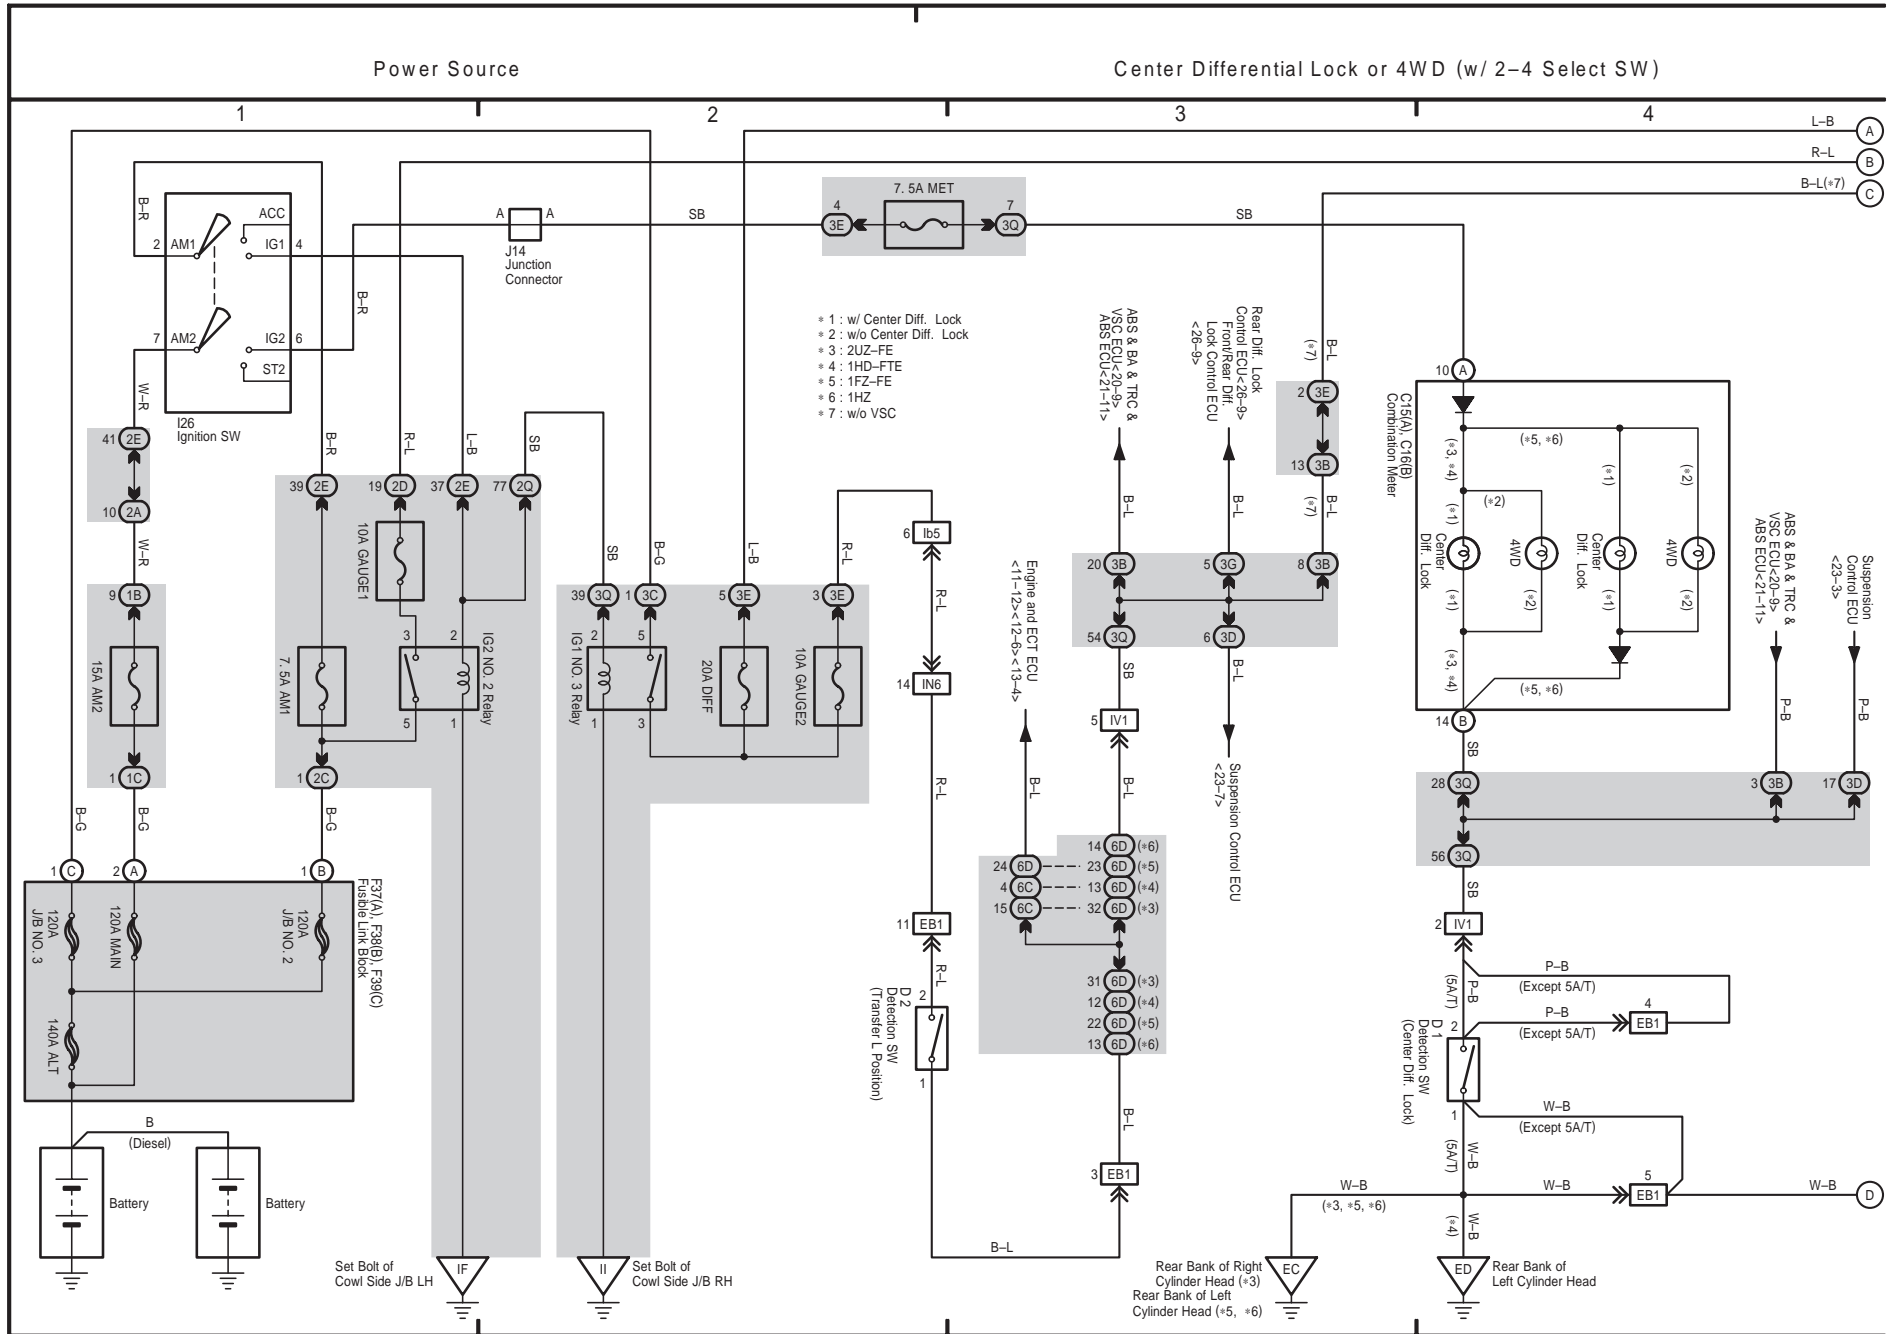 Power Source
Center Differential Lock or 4WD (w/ 2–4 Select SW)
1
2
3
4
L–B
A
R–L
B
B–L(∗7)
C
B–R
ACC
2
AM1
IG1
4
7
AM2
IG2
6
ST2
I26
Ignition SW
B–R
A
A
J14
Junction
Connector
SB
7. 5A MET
4
3E
7
3Q
SB
∗ 1 : w/ Center Diff. Lock
∗ 2 : w/o Center Diff. Lock
∗ 3 : 2UZ–FE
∗ 4 : 1HD–FTE
∗ 5 : 1FZ–FE
∗ 6 : 1HZ
∗ 7 : w/o VSC
W–R
41
2E
10
2A
W–R
9
1B
15A AM2
1
1C
B–G
B–G
B–R
R–L
L–B
SB
39
2E
19
2D
37
2E
77
2Q
10A GAUGE1
7. 5A AM1
3
2
5
1
IG2 NO. 2 Relay
1
2C
B–G
SB
B–G
L–B
R–L
39
3Q
1
3C
5
3E
3
3E
2
5
1
3
IG1 NO. 3 Relay
20A DIFF
10A GAUGE2
1
C
2
A
1
B
120A
J/B NO. 3
120A MAIN
120A
J/B NO. 2
140A ALT
F37(A), F38(B), F39(C)
Fusible Link Block
B
(Diesel)
Battery
Battery
Set Bolt of
Cowl Side J/B LH
IF
II
Set Bolt of
Cowl Side J/B RH
6
Ib5
R–L
14
IN6
R–L
11
EB1
R–L
2
1
D 2
Detection SW
(Transfer L Position)
B–L
ABS & BA & TRC &
VSC ECU<20–9>
ABS ECU<21–11>
Rear Diff. Lock
Control ECU<26–9>
Front/Rear Diff.
Lock Control ECU
<26–9>
B–L
(∗7)
2
3E
13
3B
B–L
(∗7)
B–L
B–L
20
3B
5
3G
8
3B
54
3Q
6
3D
SB
B–L
Suspension Control ECU
<23–7>
Engine and ECT ECU
<11–12><12–6><13–4>
B–L
5
IV1
B–L
14
6D
(∗6)
24
6D
23
6D
(∗5)
4
6C
13
6D
(∗4)
15
6C
32
6D
(∗3)
31
6D
(∗3)
12
6D
(∗4)
22
6D
(∗5)
13
6D
(∗6)
B–L
3
EB1
10
A
C15(A), C16(B)
Combination Meter
(∗3, ∗4)
(∗5, ∗6)
(∗1)
(∗2)
(∗1)
(∗2)
Center
Diff. Lock
4WD
Center
Diff. Lock
4WD
(∗1)
(∗2)
(∗1)
(∗2)
(∗3, ∗4)
(∗5, ∗6)
14
B
SB
ABS & BA & TRC &
VSC ECU<20–9>
ABS ECU<21–11>
Suspension
Control ECU
<23–3>
P–B
P–B
28
3Q
3
3B
17
3D
56
3Q
SB
2
IV1
P–B
(5A/T)
P–B
(Except 5A/T)
P–B
(Except 5A/T)
4
EB1
2
1
D 1
Detection SW
(Center Diff. Lock)
W–B
(Except 5A/T)
W–B
(5A/T)
W–B
(∗3, ∗5, ∗6)
W–B
5
EB1
W–B
D
W–B
(∗4)
Rear Bank of Right
Cylinder Head (∗3)
Rear Bank of Left
Cylinder Head (∗5, ∗6)
EC
ED
Rear Bank of
Left Cylinder Head